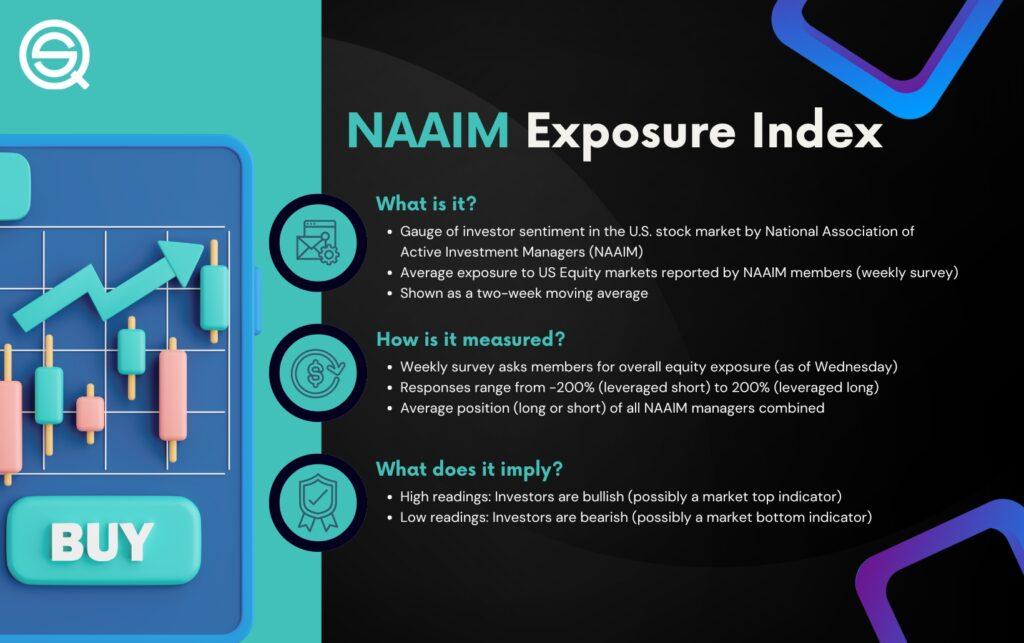 NAAIM Exposure Index
What is it?
• Gauge of investor sentiment in the U.S. stock market by National Association of
Active Investment Managers (NAAIM)
• Average exposure to US Equity markets reported by NAAIM members (weekly survey)
• Shown as a two-week moving average
How is it measured?
• Weekly survey asks members for overall equity exposure (as of Wednesday)
• Responses range from -200% (leveraged short) to 200% (leveraged long)
• Average position (long or short) of all NAAIM managers combined
What does it imply?
• High readings: Investors are bullish (possibly a market top indicator)
• Low readings: Investors are bearish (possibly a market bottom indicator)
BUY